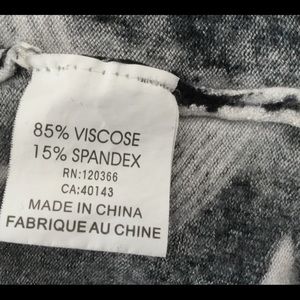 85% VISCOSE
15% SPANDEX
RN:120366
CA:40143
MADE IN CHINA
FABRIQUE AU CHINE